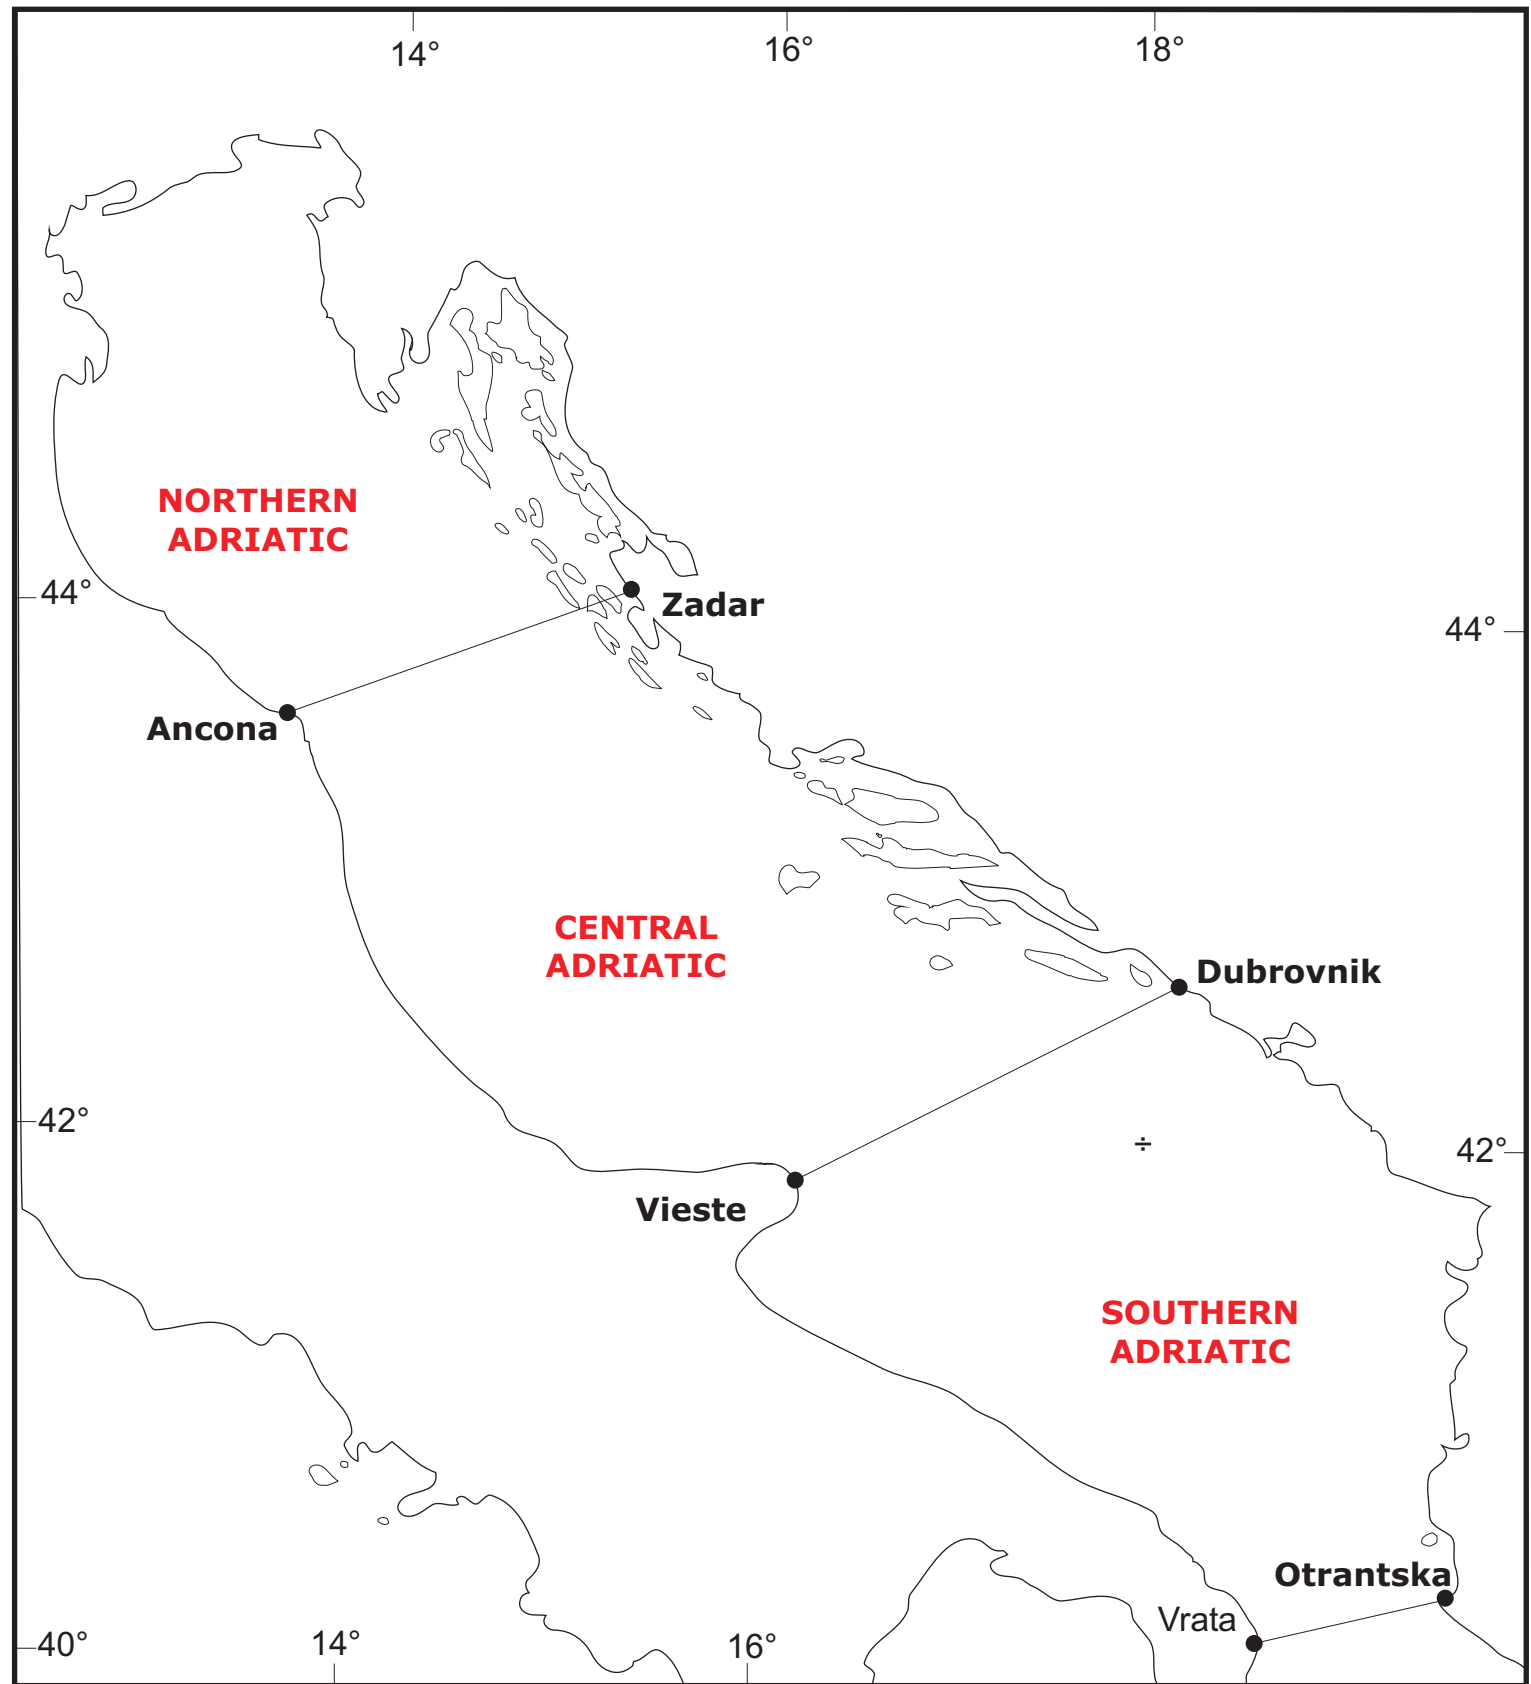 14°
16°
18°
NORTHERN
ADRIATIC
44°
Zadar
44°
Ancona
CENTRAL
ADRIATIC
Dubrovnik
42°
÷
42°
Vieste
SOUTHERN
ADRIATIC
Otrantska
Vrata
40°
14°
16°